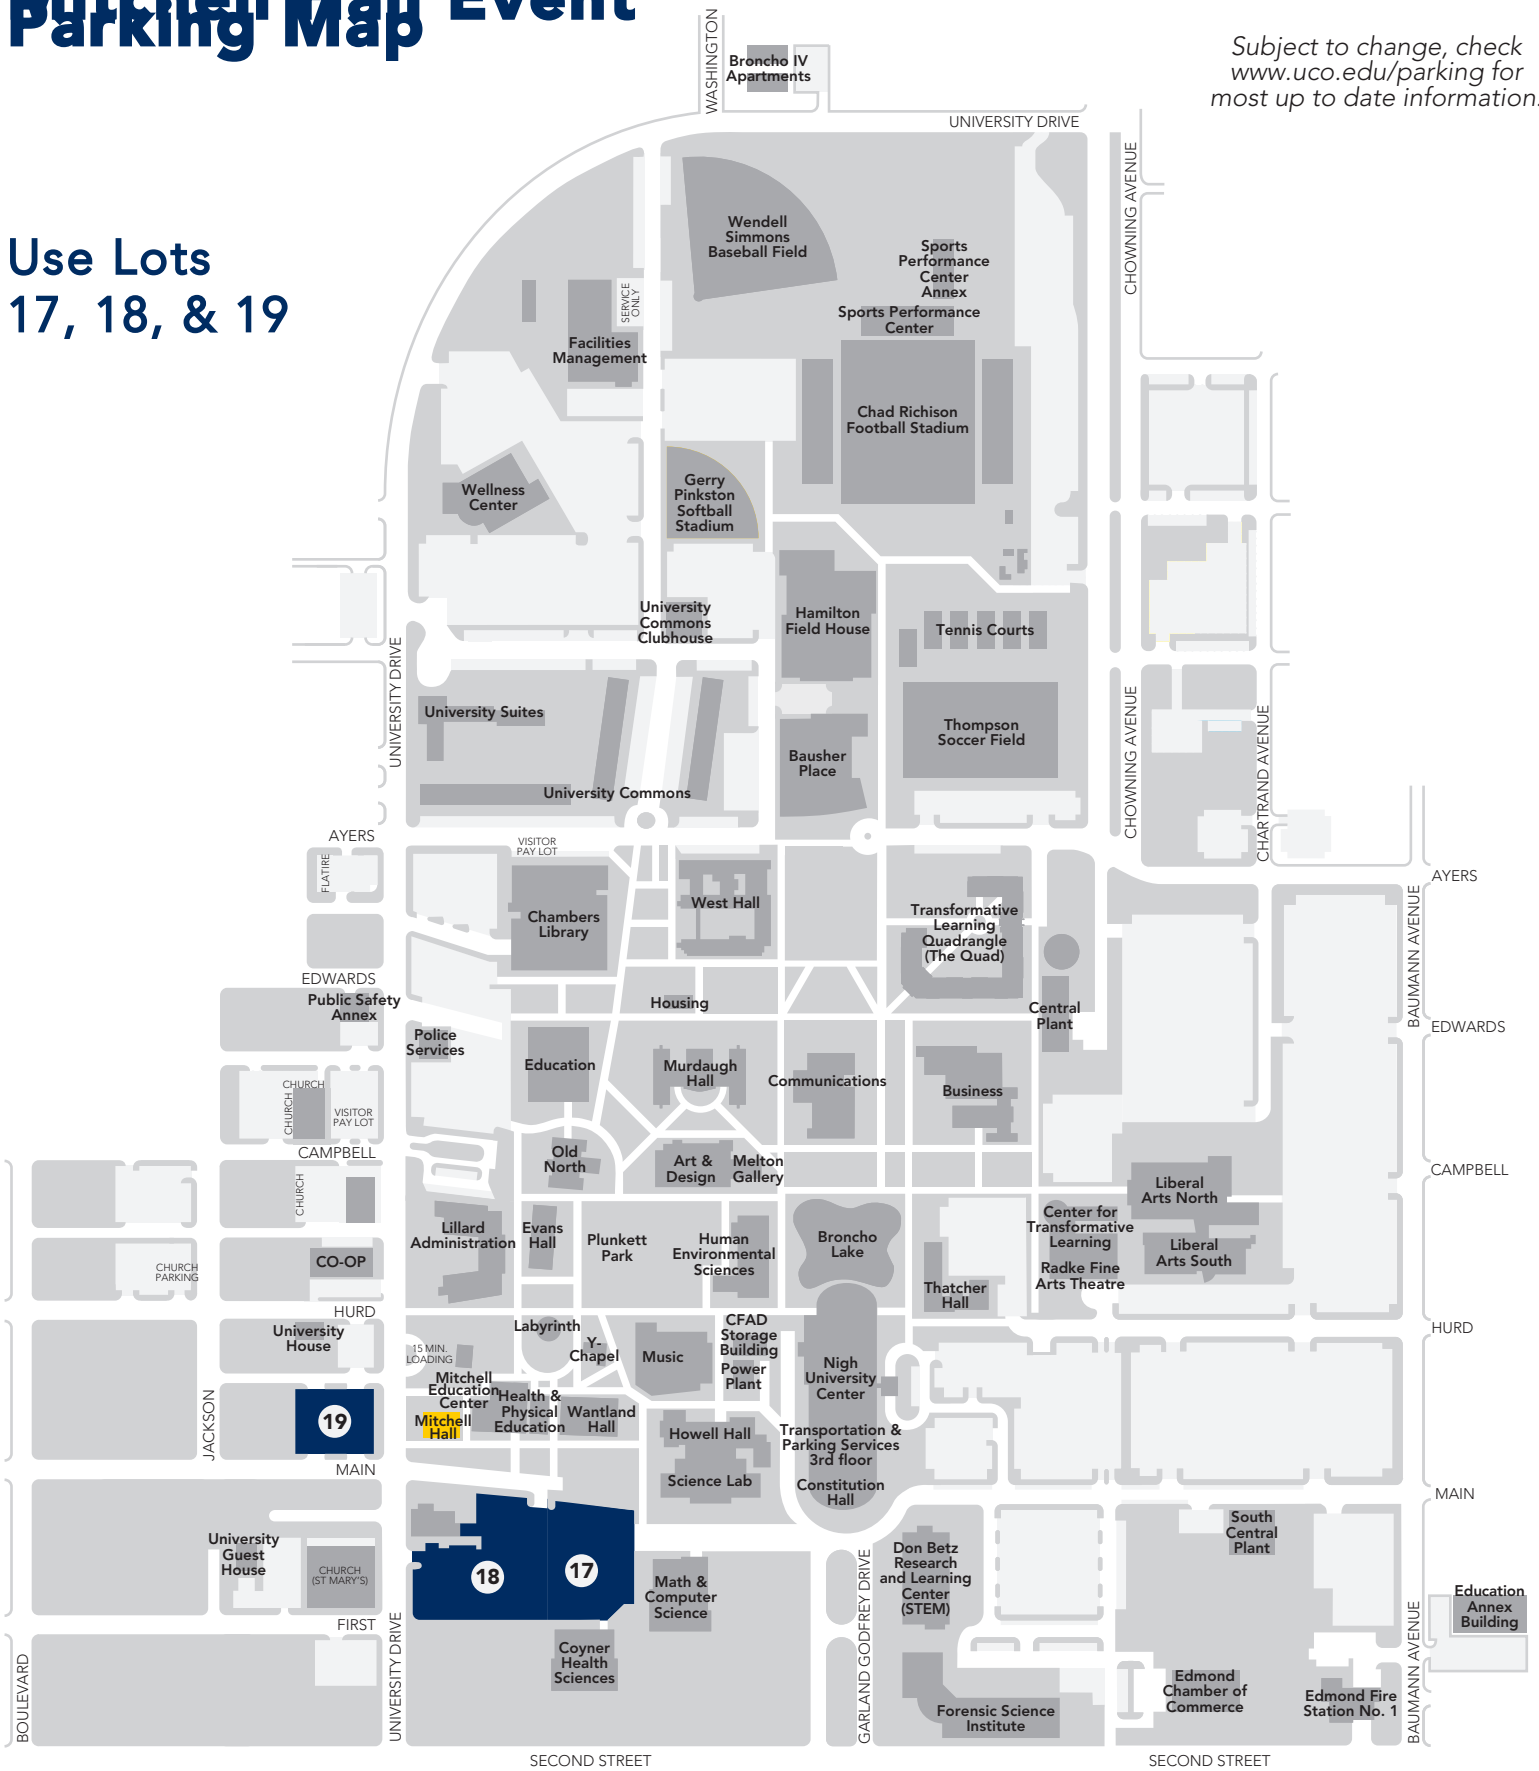 Mitchell Hall Event
Parking Map
Subject to change, check
www.uco.edu/parking for
most up to date information.
Use Lots
17, 18, & 19
WASHINGTON
Broncho IV
Apartments
UNIVERSITY DRIVE
CHOWNING AVENUE
Wendell
Simmons
Baseball Field
Sports
Performance
Center
Annex
SERVICE
ONLY
Sports Performance
Center
Facilities
Management
Chad Richison
Football Stadium
Wellness
Center
Gerry
Pinkston
Softball
Stadium
University
Commons
Clubhouse
Hamilton
Field House
Tennis Courts
UNIVERSITY DRIVE
University Suites
Thompson
Soccer Field
CHOWNING AVENUE
CHARTRAND AVENUE
Bausher
Place
University Commons
AYERS
VISITOR
PAY LOT
FLATIRE
AYERS
Chambers
Library
West Hall
Transformative
Learning
Quadrangle
(The Quad)
BAUMANN AVENUE
EDWARDS
Public Safety
Annex
Housing
Central
Plant
EDWARDS
Police
Services
Education
Murdaugh
Hall
Communications
Business
CHURCH
CHURCH
VISITOR
PAY LOT
CAMPBELL
Old
North
Art &
Design
Melton
Gallery
CAMPBELL
CHURCH
Liberal
Arts North
Lillard
Administration
Evans
Hall
Plunkett
Park
Human
Environmental
Sciences
Broncho
Lake
Center for
Transformative
Learning
Liberal
Arts South
CO-OP
CHURCH
PARKING
Radke Fine
Arts Theatre
Thatcher
Hall
HURD
University
House
Labyrinth
CFAD
Storage
Building
HURD
15 MIN.
LOADING
Y-
Chapel
Music
Power
Plant
Nigh
University
Center
Mitchell
Education
Center
Health &
Physical
Education
Wantland
Hall
JACKSON
19
Mitchell
Hall
Howell Hall
Transportation &
Parking Services
3rd floor
MAIN
Science Lab
Constitution
Hall
MAIN
University
Guest
House
CHURCH
(ST MARY'S)
18
17
Math &
Computer
Science
Don Betz
Research
and Learning
Center
(STEM)
South
Central
Plant
Education
Annex
Building
FIRST
UNIVERSITY DRIVE
GARLAND GODFREY DRIVE
BAUMANN AVENUE
BOULEVARD
Coyner
Health
Sciences
Edmond
Chamber of
Commerce
Edmond Fire
Station No. 1
Forensic Science
Institute
SECOND STREET
SECOND STREET